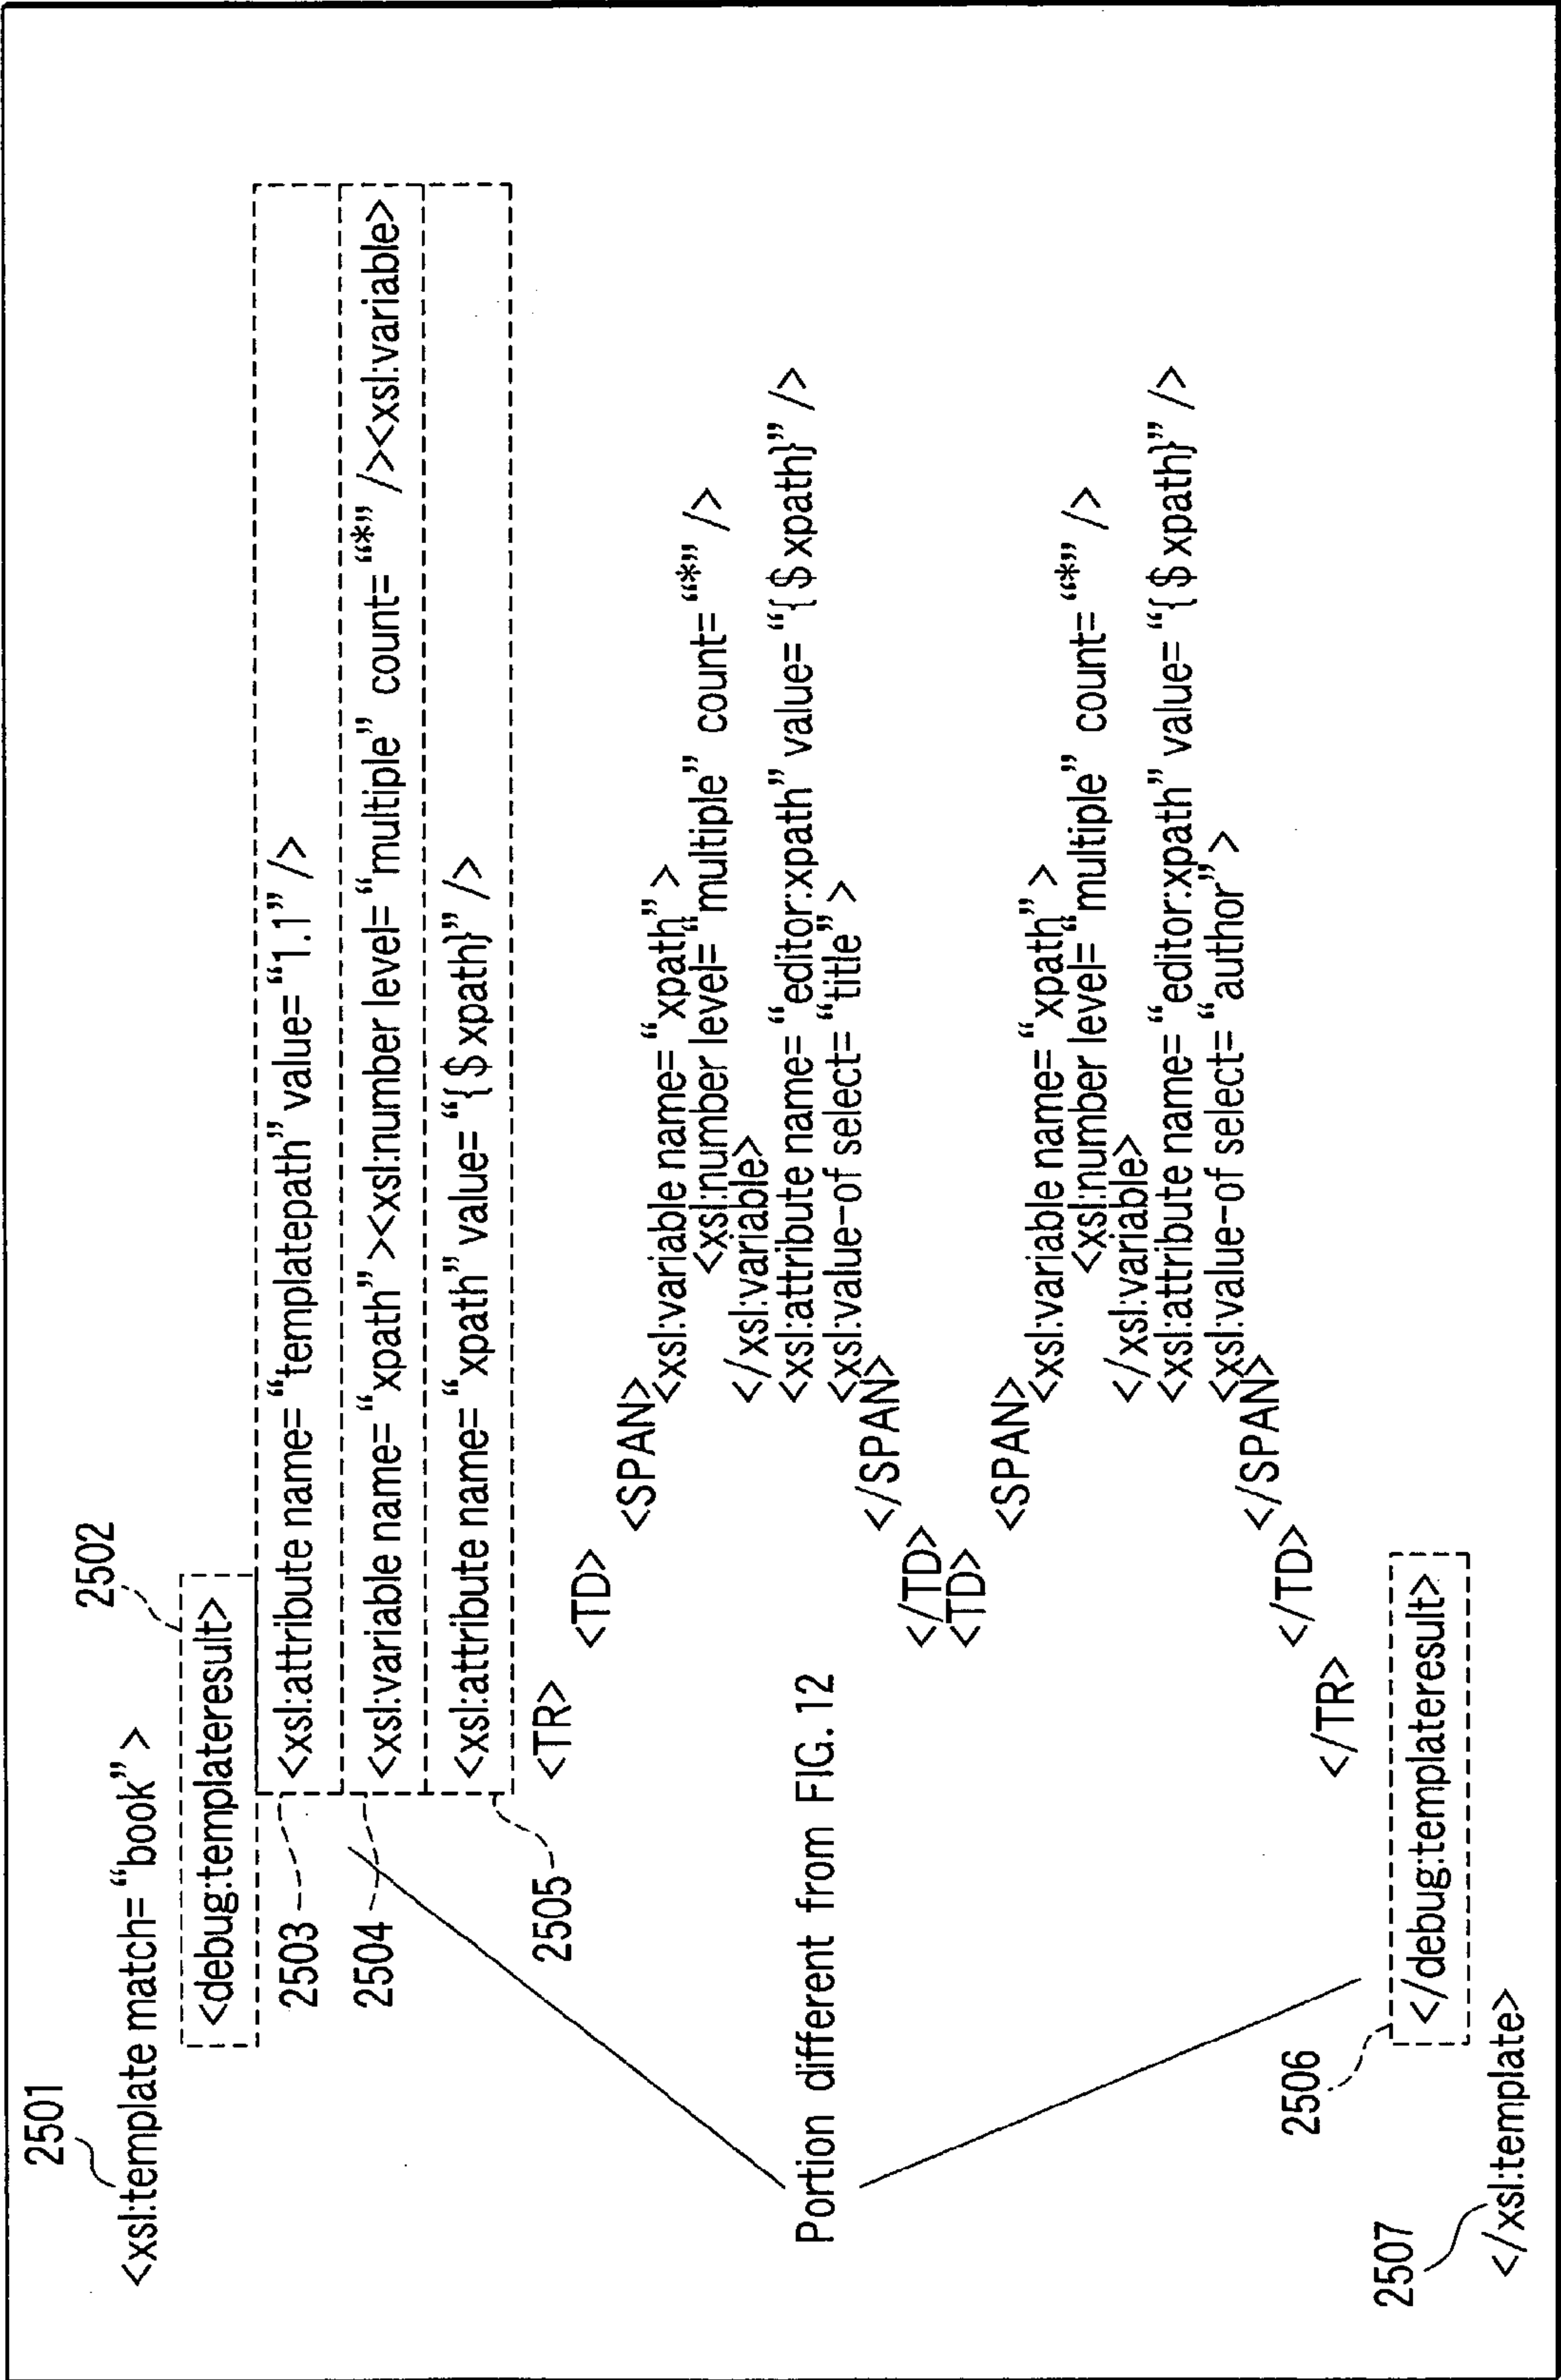 2501
<xsl:template match=“book”>
2502
<debug:templateresult>
2503
<xsl:attribute name=“templatepath” value=“1.1” />
2504
<xsl:variable name=“xpath”><xsl:number level=“multiple” count=“*” /><xsl:variable>
2505
<xsl:attribute name=“xpath” value=“{$xpath}” />
<TR>
<TD>
<SPAN>
<xsl:variable name=“xpath”>
<xsl:number level=“multiple” count=“*” />
</xsl:variable>
<xsl:attribute name=“editor:xpath” value=“{$xpath}” />
<xsl:value-of select=“title”>
</SPAN>
</TD>
<TD>
<SPAN>
<xsl:variable name=“xpath”>
<xsl:number level=“multiple” count=“*” />
</xsl:variable>
<xsl:attribute name=“editor:xpath” value=“{$xpath}” />
<xsl:value-of select=“author”>
</SPAN>
</TD>
</TR>
Portion different from FIG. 12
2506
</debug:templateresult>
2507
</xsl:template>